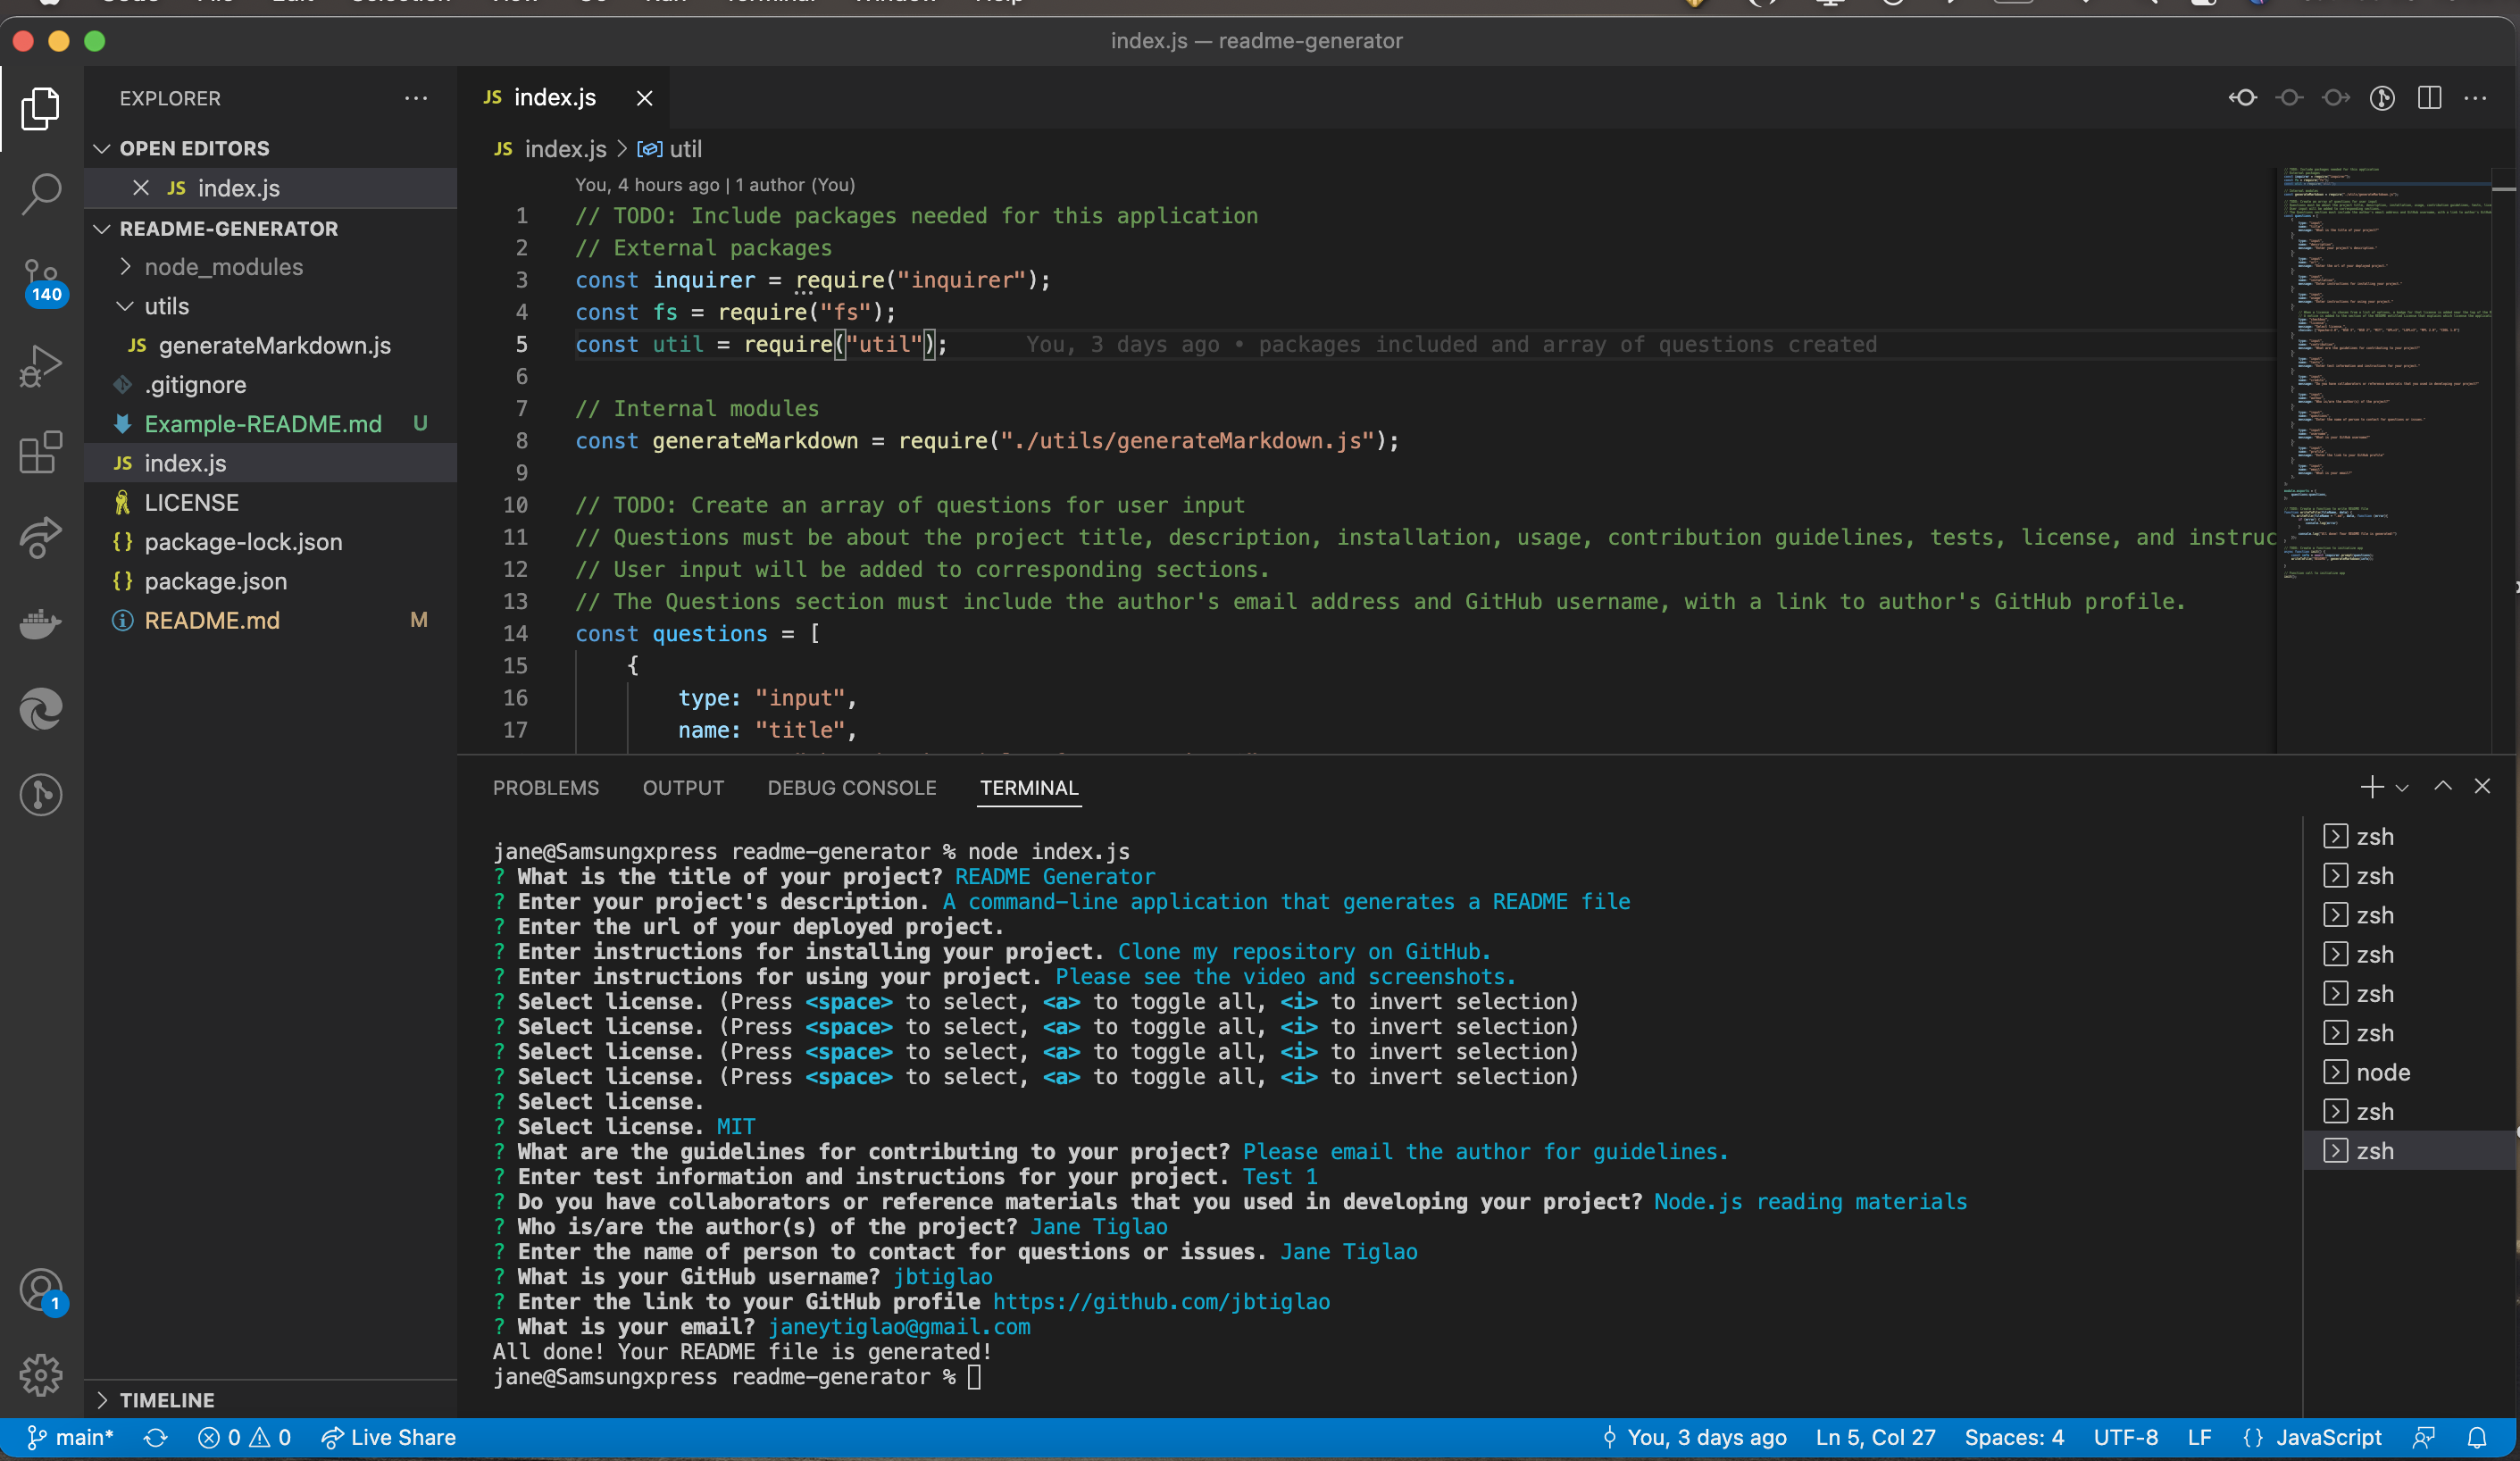 index.js — readme-generator
EXPLORER
OPEN EDITORS
JS index.js
README-GENERATOR
node_modules
utils
JS generateMarkdown.js
.gitignore
Example-README.md U
JS index.js
LICENSE
{} package-lock.json
{} package.json
README.md M
TIMELINE
140
1
JS index.js
JS index.js > util
You, 4 hours ago | 1 author (You)
1 // TODO: Include packages needed for this application
2 // External packages
3 const inquirer = require("inquirer");
4 const fs = require("fs");
5 const util = require("util"); You, 3 days ago • packages included and array of questions created
6
7 // Internal modules
8 const generateMarkdown = require("./utils/generateMarkdown.js");
9
10 // TODO: Create an array of questions for user input
11 // Questions must be about the project title, description, installation, usage, contribution guidelines, tests, license, and instruc
12 // User input will be added to corresponding sections.
13 // The Questions section must include the author's email address and GitHub username, with a link to author's GitHub profile.
14 const questions = [
15 {
16 type: "input",
17 name: "title",
PROBLEMS OUTPUT DEBUG CONSOLE TERMINAL
jane@Samsungxpress readme-generator % node index.js
? What is the title of your project? README Generator
? Enter your project's description. A command-line application that generates a README file
? Enter the url of your deployed project.
? Enter instructions for installing your project. Clone my repository on GitHub.
? Enter instructions for using your project. Please see the video and screenshots.
? Select license. (Press <space> to select, <a> to toggle all, <i> to invert selection)
? Select license. (Press <space> to select, <a> to toggle all, <i> to invert selection)
? Select license. (Press <space> to select, <a> to toggle all, <i> to invert selection)
? Select license. (Press <space> to select, <a> to toggle all, <i> to invert selection)
? Select license.
? Select license. MIT
? What are the guidelines for contributing to your project? Please email the author for guidelines.
? Enter test information and instructions for your project. Test 1
? Do you have collaborators or reference materials that you used in developing your project? Node.js reading materials
? Who is/are the author(s) of the project? Jane Tiglao
? Enter the name of person to contact for questions or issues. Jane Tiglao
? What is your GitHub username? jbtiglao
? Enter the link to your GitHub profile https://github.com/jbtiglao
? What is your email? janeytiglao@gmail.com
All done! Your README file is generated!
jane@Samsungxpress readme-generator %
zsh
zsh
zsh
zsh
zsh
zsh
node
zsh
zsh
main* 0 0 Live Share You, 3 days ago Ln 5, Col 27 Spaces: 4 UTF-8 LF {} JavaScript